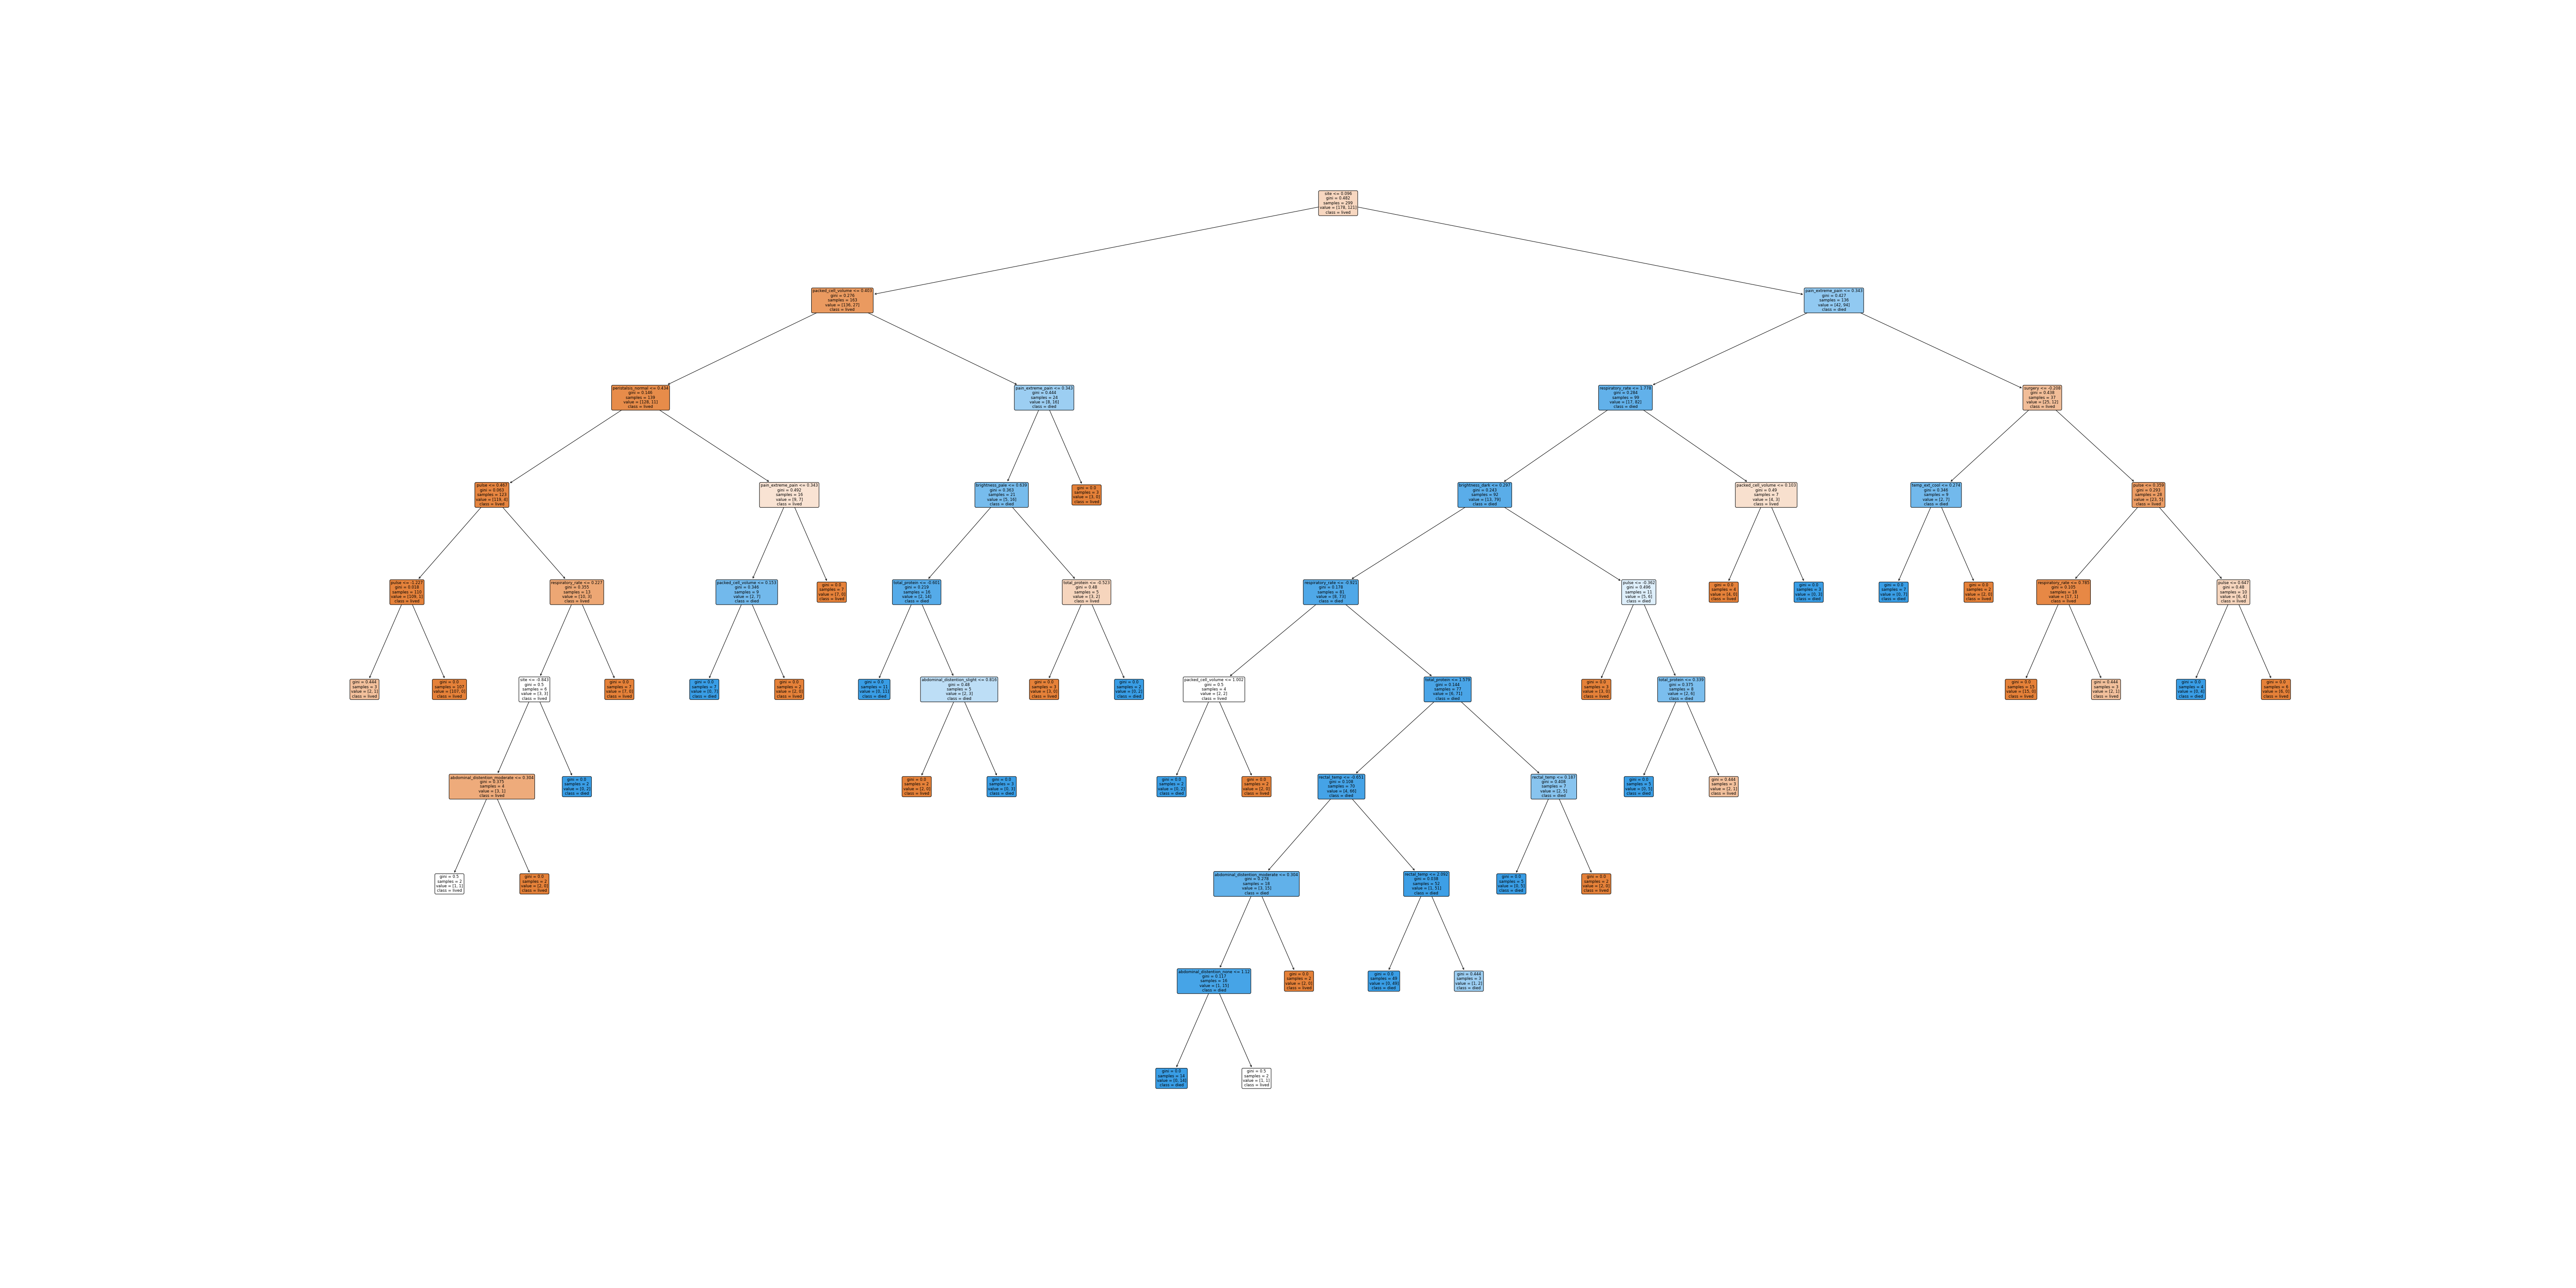 site <= 0.096
gini = 0.482
samples = 299
value = [178, 121]
class = lived
packed_cell_volume <= 0.403
gini = 0.276
samples = 163
value = [136, 27]
class = lived
pain_extreme_pain <= 0.343
gini = 0.427
samples = 136
value = [42, 94]
class = died
peristalsis_normal <= 0.434
gini = 0.146
samples = 139
value = [128, 11]
class = lived
pain_extreme_pain <= 0.343
gini = 0.444
samples = 24
value = [8, 16]
class = died
respiratory_rate <= 1.778
gini = 0.284
samples = 99
value = [17, 82]
class = died
surgery <= -0.204
gini = 0.438
samples = 37
value = [25, 12]
class = lived
pulse <= 0.467
gini = 0.063
samples = 123
value = [119, 4]
class = lived
pain_extreme_pain <= 0.343
gini = 0.492
samples = 16
value = [9, 7]
class = lived
brightness_pale <= 0.639
gini = 0.363
samples = 21
value = [5, 16]
class = died
gini = 0.0
samples = 3
value = [3, 0]
class = lived
brightness_dark <= 0.397
gini = 0.243
samples = 92
value = [13, 79]
class = died
packed_cell_volume <= 0.103
gini = 0.49
samples = 7
value = [4, 3]
class = lived
temp_ext_cool <= 0.274
gini = 0.346
samples = 9
value = [2, 7]
class = died
pulse <= 0.359
gini = 0.293
samples = 28
value = [23, 5]
class = lived
pulse <= -1.227
gini = 0.018
samples = 110
value = [109, 1]
class = lived
respiratory_rate <= 0.227
gini = 0.355
samples = 13
value = [10, 3]
class = lived
packed_cell_volume <= 0.153
gini = 0.346
samples = 9
value = [2, 7]
class = died
gini = 0.0
samples = 7
value = [7, 0]
class = lived
total_protein <= -0.601
gini = 0.219
samples = 16
value = [2, 14]
class = died
total_protein <= -0.523
gini = 0.48
samples = 5
value = [3, 2]
class = lived
respiratory_rate <= -0.921
gini = 0.178
samples = 81
value = [8, 73]
class = died
pulse <= -0.362
gini = 0.496
samples = 11
value = [5, 6]
class = died
gini = 0.0
samples = 4
value = [4, 0]
class = lived
gini = 0.0
samples = 3
value = [0, 3]
class = died
gini = 0.0
samples = 7
value = [0, 7]
class = died
gini = 0.0
samples = 2
value = [2, 0]
class = lived
respiratory_rate <= 0.785
gini = 0.105
samples = 18
value = [17, 1]
class = lived
pulse <= 0.647
gini = 0.48
samples = 10
value = [6, 4]
class = lived
gini = 0.444
samples = 3
value = [2, 1]
class = lived
gini = 0.0
samples = 107
value = [107, 0]
class = lived
site <= -0.843
gini = 0.5
samples = 6
value = [3, 3]
class = lived
gini = 0.0
samples = 7
value = [7, 0]
class = lived
gini = 0.0
samples = 7
value = [0, 7]
class = died
gini = 0.0
samples = 2
value = [2, 0]
class = lived
gini = 0.0
samples = 11
value = [0, 11]
class = died
abdominal_distention_slight <= 0.616
gini = 0.48
samples = 5
value = [2, 3]
class = died
gini = 0.0
samples = 3
value = [3, 0]
class = lived
gini = 0.0
samples = 2
value = [0, 2]
class = died
packed_cell_volume <= 1.002
gini = 0.5
samples = 4
value = [2, 2]
class = lived
total_protein <= 1.578
gini = 0.144
samples = 77
value = [6, 71]
class = died
gini = 0.0
samples = 3
value = [3, 0]
class = lived
total_protein <= 0.339
gini = 0.375
samples = 8
value = [2, 6]
class = died
gini = 0.0
samples = 15
value = [15, 0]
class = lived
gini = 0.444
samples = 3
value = [2, 1]
class = lived
gini = 0.0
samples = 4
value = [0, 4]
class = died
gini = 0.0
samples = 6
value = [6, 0]
class = lived
abdominal_distention_moderate <= 0.304
gini = 0.375
samples = 4
value = [3, 1]
class = lived
gini = 0.0
samples = 2
value = [0, 2]
class = died
gini = 0.0
samples = 2
value = [2, 0]
class = lived
gini = 0.0
samples = 3
value = [0, 3]
class = died
gini = 0.0
samples = 2
value = [0, 2]
class = died
gini = 0.0
samples = 2
value = [2, 0]
class = lived
rectal_temp <= -0.651
gini = 0.108
samples = 70
value = [4, 66]
class = died
rectal_temp <= 0.187
gini = 0.408
samples = 7
value = [2, 5]
class = died
gini = 0.0
samples = 5
value = [0, 5]
class = died
gini = 0.444
samples = 3
value = [2, 1]
class = lived
gini = 0.5
samples = 2
value = [1, 1]
class = lived
gini = 0.0
samples = 2
value = [2, 0]
class = lived
abdominal_distention_moderate <= 0.304
gini = 0.278
samples = 18
value = [3, 15]
class = died
gini = 0.038
samples = 52
value = [1, 51]
class = died
gini = 0.0
samples = 5
value = [0, 5]
class = died
gini = 0.0
samples = 2
value = [2, 0]
class = lived
abdominal_distention_none <= 1.12
gini = 0.117
samples = 16
value = [1, 15]
class = died
gini = 0.0
samples = 2
value = [2, 0]
class = lived
gini = 0.0
samples = 49
value = [0, 49]
class = died
gini = 0.444
samples = 3
value = [1, 2]
class = died
gini = 0.0
samples = 14
value = [0, 14]
class = died
gini = 0.5
samples = 2
value = [1, 1]
class = lived